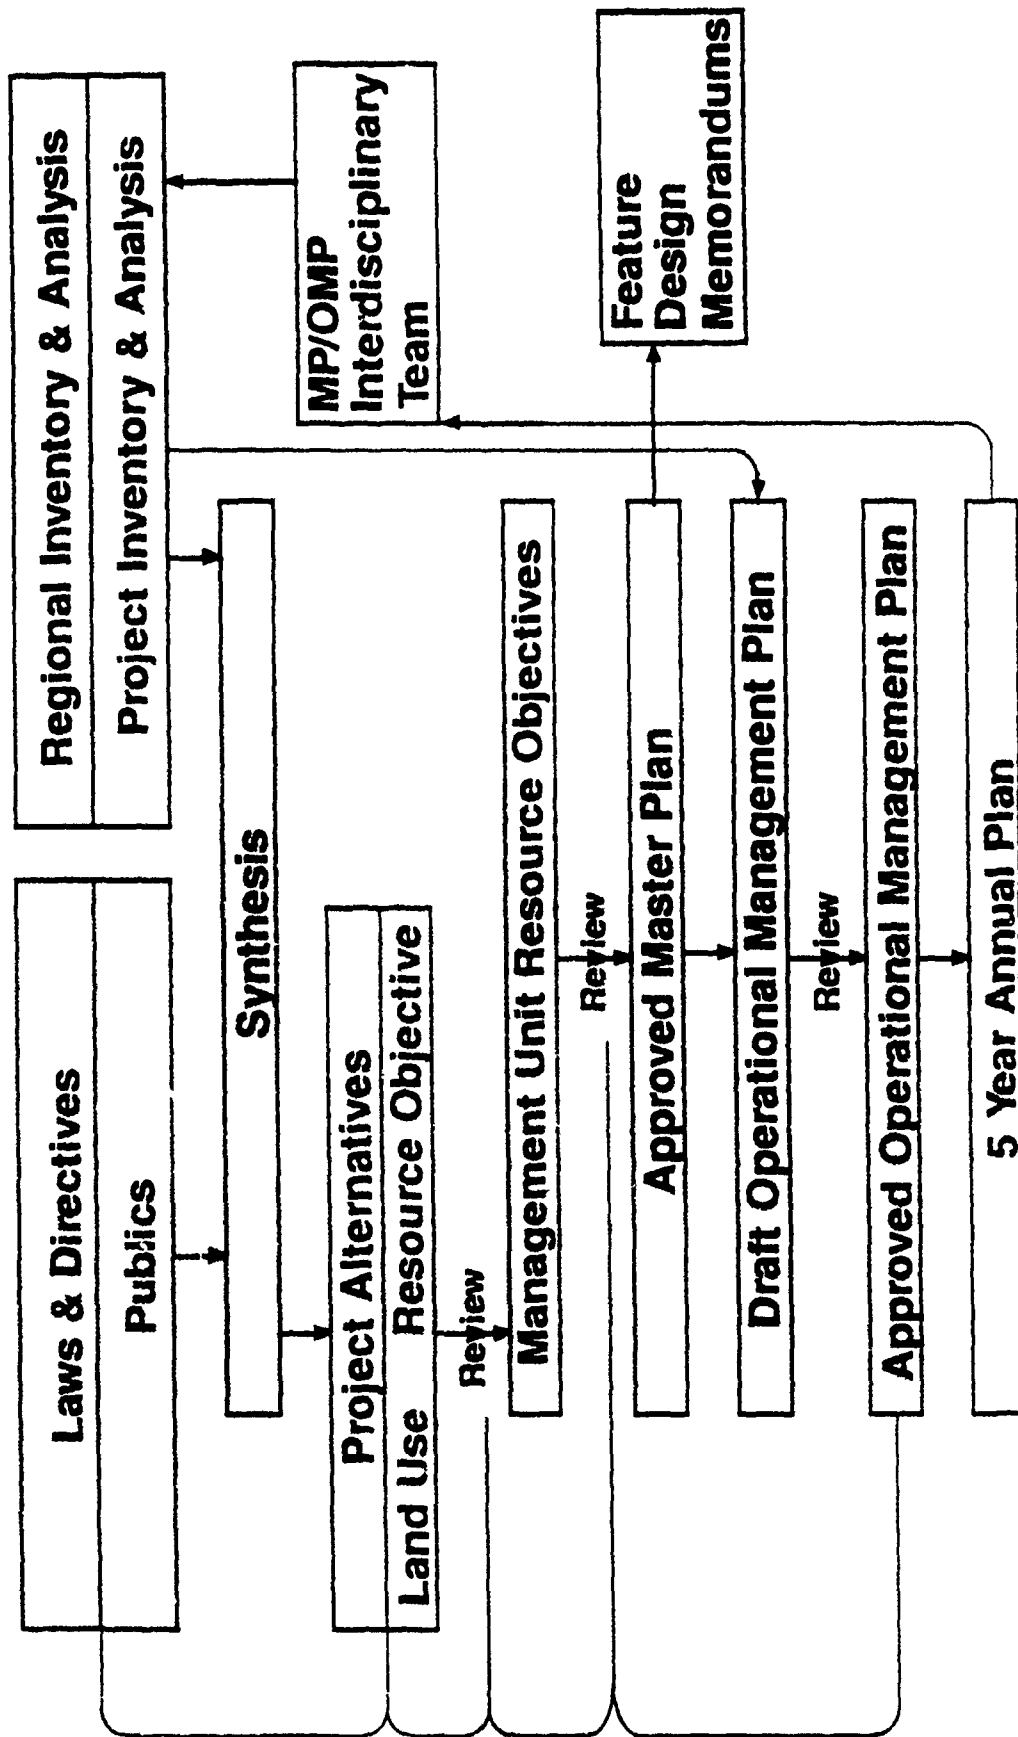 Laws & Directives
Publics
Regional Inventory & Analysis
Project Inventory & Analysis
Synthesis
MP/OMP
Interdisciplinary
Team
Project Alternatives
Land Use Resource Objective
Review
Management Unit Resource Objectives
Review
Approved Master Plan
Feature
Design
Memorandums
Draft Operational Management Plan
Review
Approved Operational Management Plan
5 Year Annual Plan